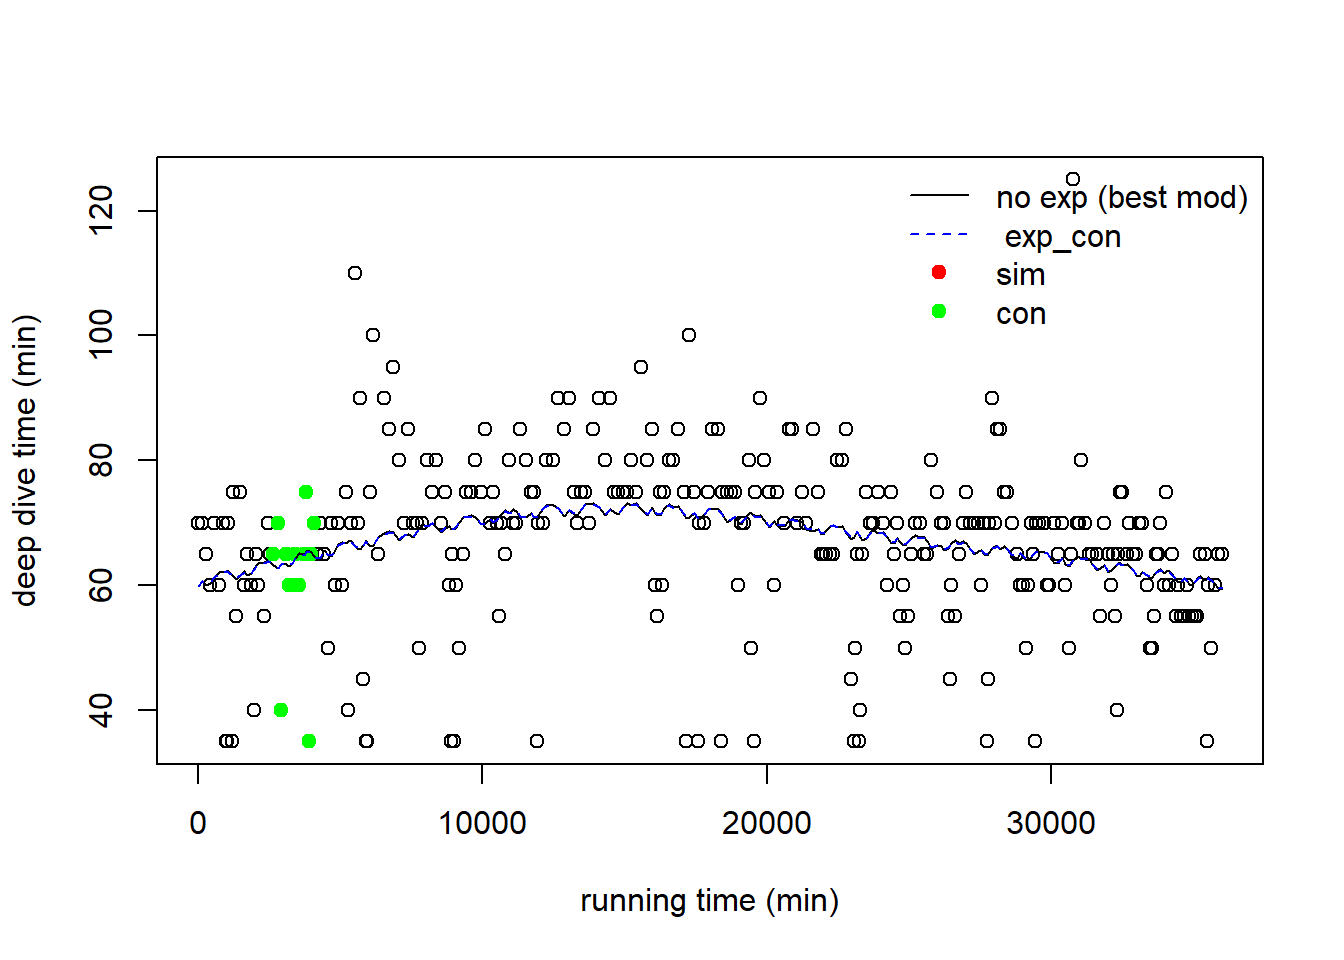 no exp (best mod)
exp_con
sim
con
deep dive time (min)
120
100
80
60
40
0
10000
20000
30000
running time (min)